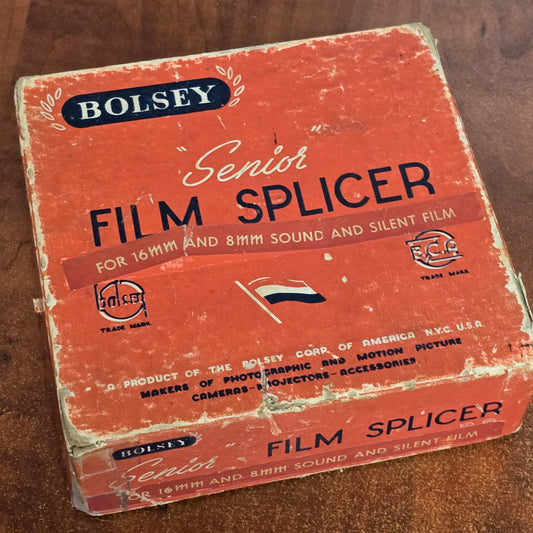 BOLSEY
"Senior"
FILM SPLICER
FOR 16mm AND 8mm SOUND AND SILENT FILM
Bolsey
TRADE MARK
E.C.A
TRADE MARK
A PRODUCT OF THE BOLSEY CORP. OF AMERICA N.Y.C. U.S.A.
MAKERS OF PHOTOGRAPHIC AND MOTION PICTURE
CAMERAS-PROJECTORS-ACCESSORIES
BOLSEY
"Senior"
FILM SPLICER
FOR 16mm AND 8mm SOUND AND SILENT FILM